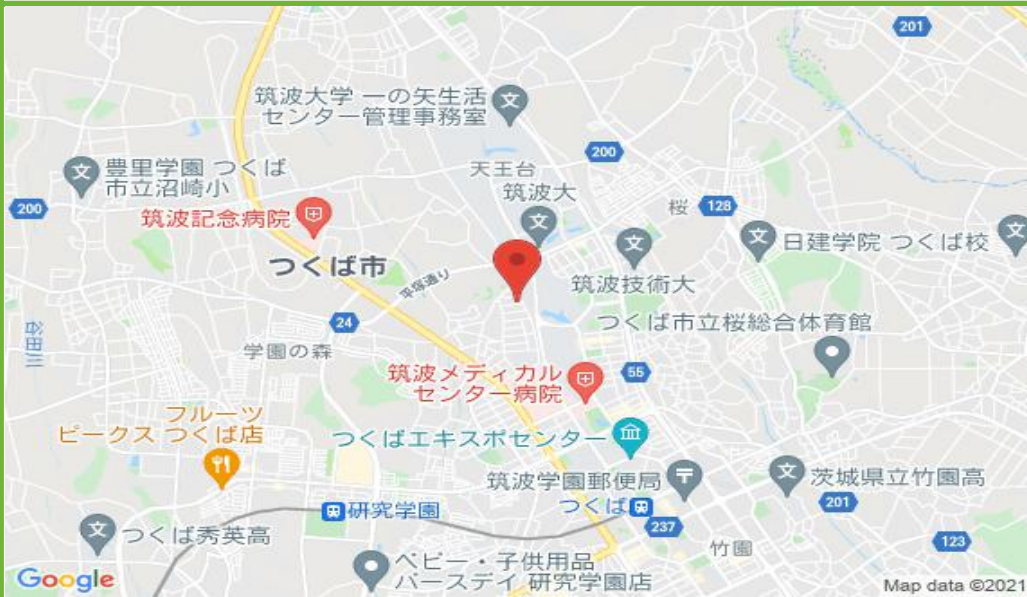 201
筑波大学 一の矢生活
センター管理事務室
天王台
200
豊里学園 つくば
市立沼崎小
筑波大
桜
128
200
筑波記念病院
日建学院 つくば校
つくば市
平塚通り
筑波技術大
谷田川
24
つくば市立桜総合体育館
学園の森
筑波メディカル
センター病院
55
フルーツ
ピークス つくば店
つくばエキスポセンター
筑波学園郵便局
茨城県立竹園高
つくば
201
研究学園
237
つくば秀英高
竹園
123
ベビー・子供用品
バースデイ 研究学園店
Google
Map data ©2021